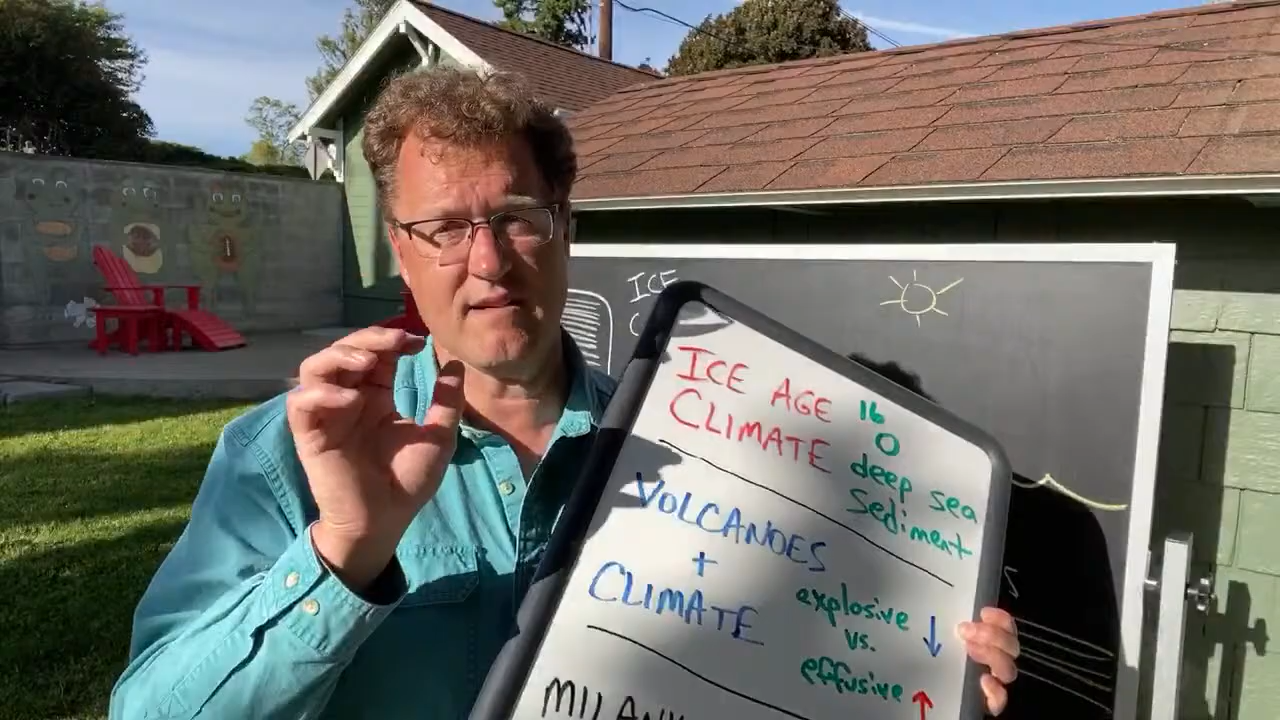 ICE
ICE AGE
CLIMATE
16
O
deep sea
sediment
VOLCANOES
+
CLIMATE
explosive ↓
vs.
effusive ↑